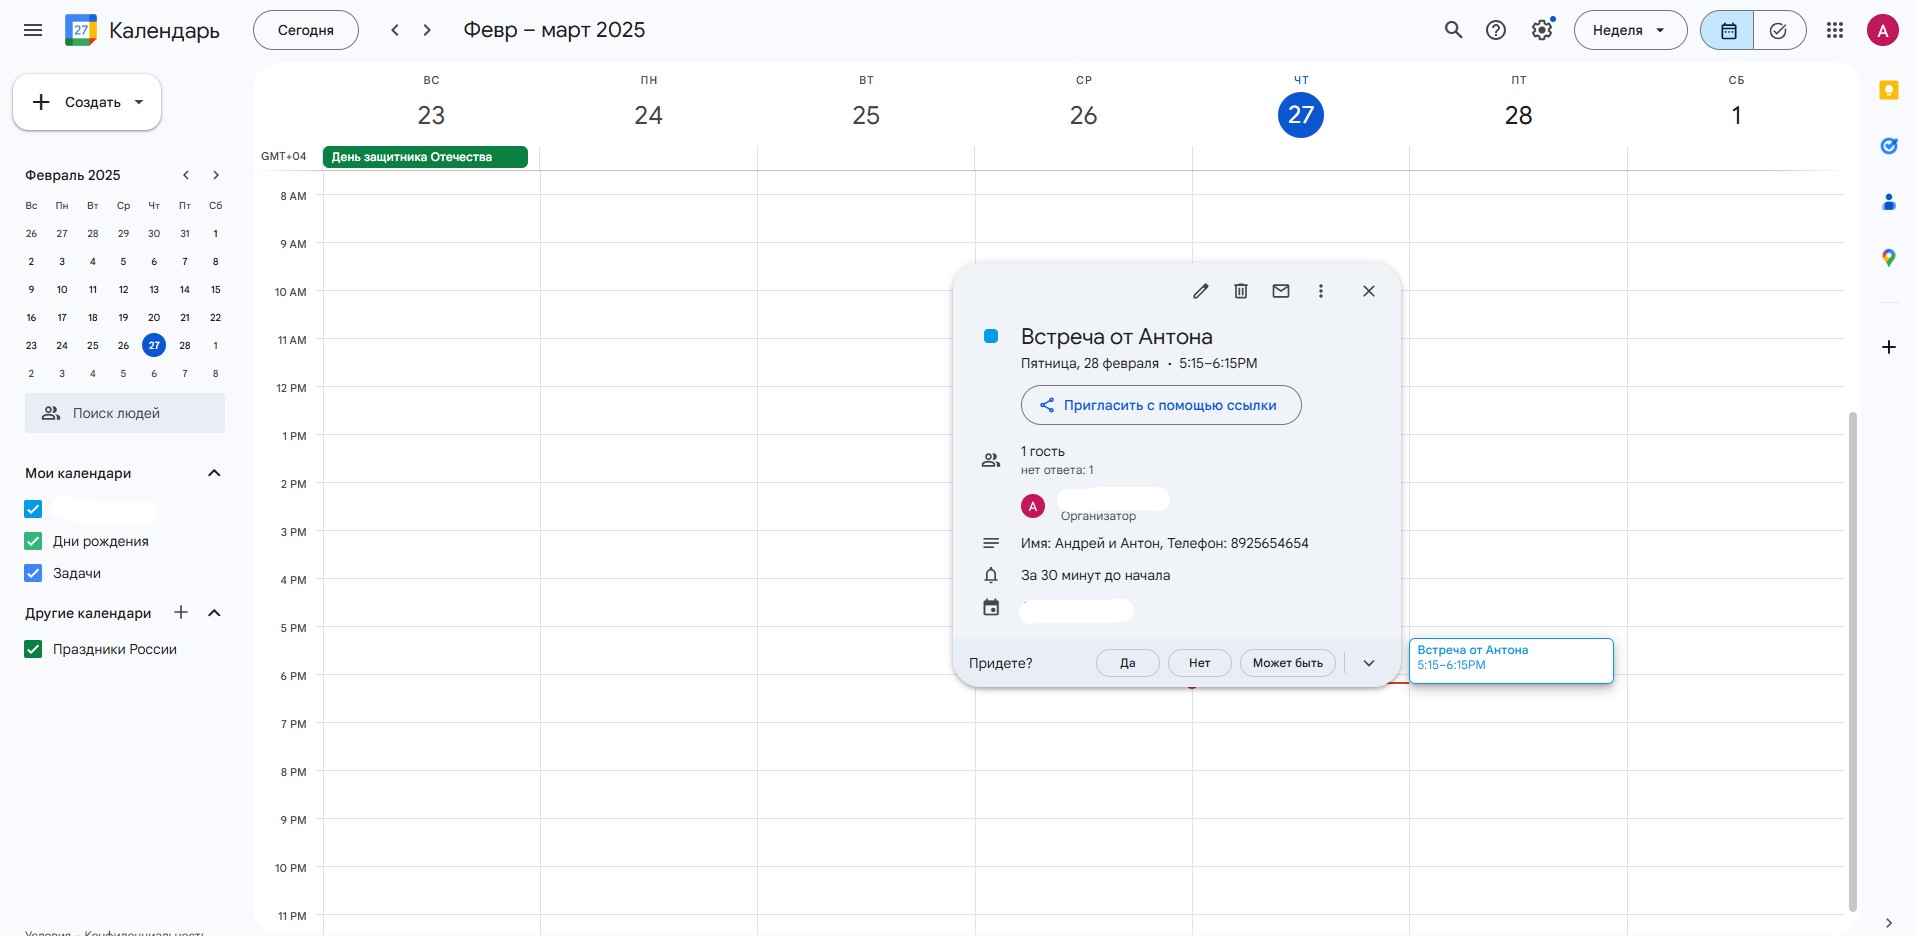 27 Календарь Сегодня Февр – март 2025 Неделя A
Создать
ВС ПН ВТ СР ЧТ ПТ СБ
23 24 25 26 27 28 1
GMT+04 День защитника Отечества
Февраль 2025
Вс Пн Вт Ср Чт Пт Сб
26 27 28 29 30 31 1
2 3 4 5 6 7 8
9 10 11 12 13 14 15
16 17 18 19 20 21 22
23 24 25 26 27 28 1
2 3 4 5 6 7 8
Поиск людей
Мои календари
Дни рождения
Задачи
Другие календари
Праздники России
Условия – Конфиденциальность
8 AM
9 AM
10 AM
11 AM
12 PM
1 PM
2 PM
3 PM
4 PM
5 PM
6 PM
7 PM
8 PM
9 PM
10 PM
11 PM
Встреча от Антона
Пятница, 28 февраля • 5:15–6:15PM
Пригласить с помощью ссылки
1 гость
нет ответа: 1
A
Организатор
Имя: Андрей и Антон, Телефон: 8925654654
За 30 минут до начала
Придете? Да Нет Может быть
Встреча от Антона
5:15–6:15PM